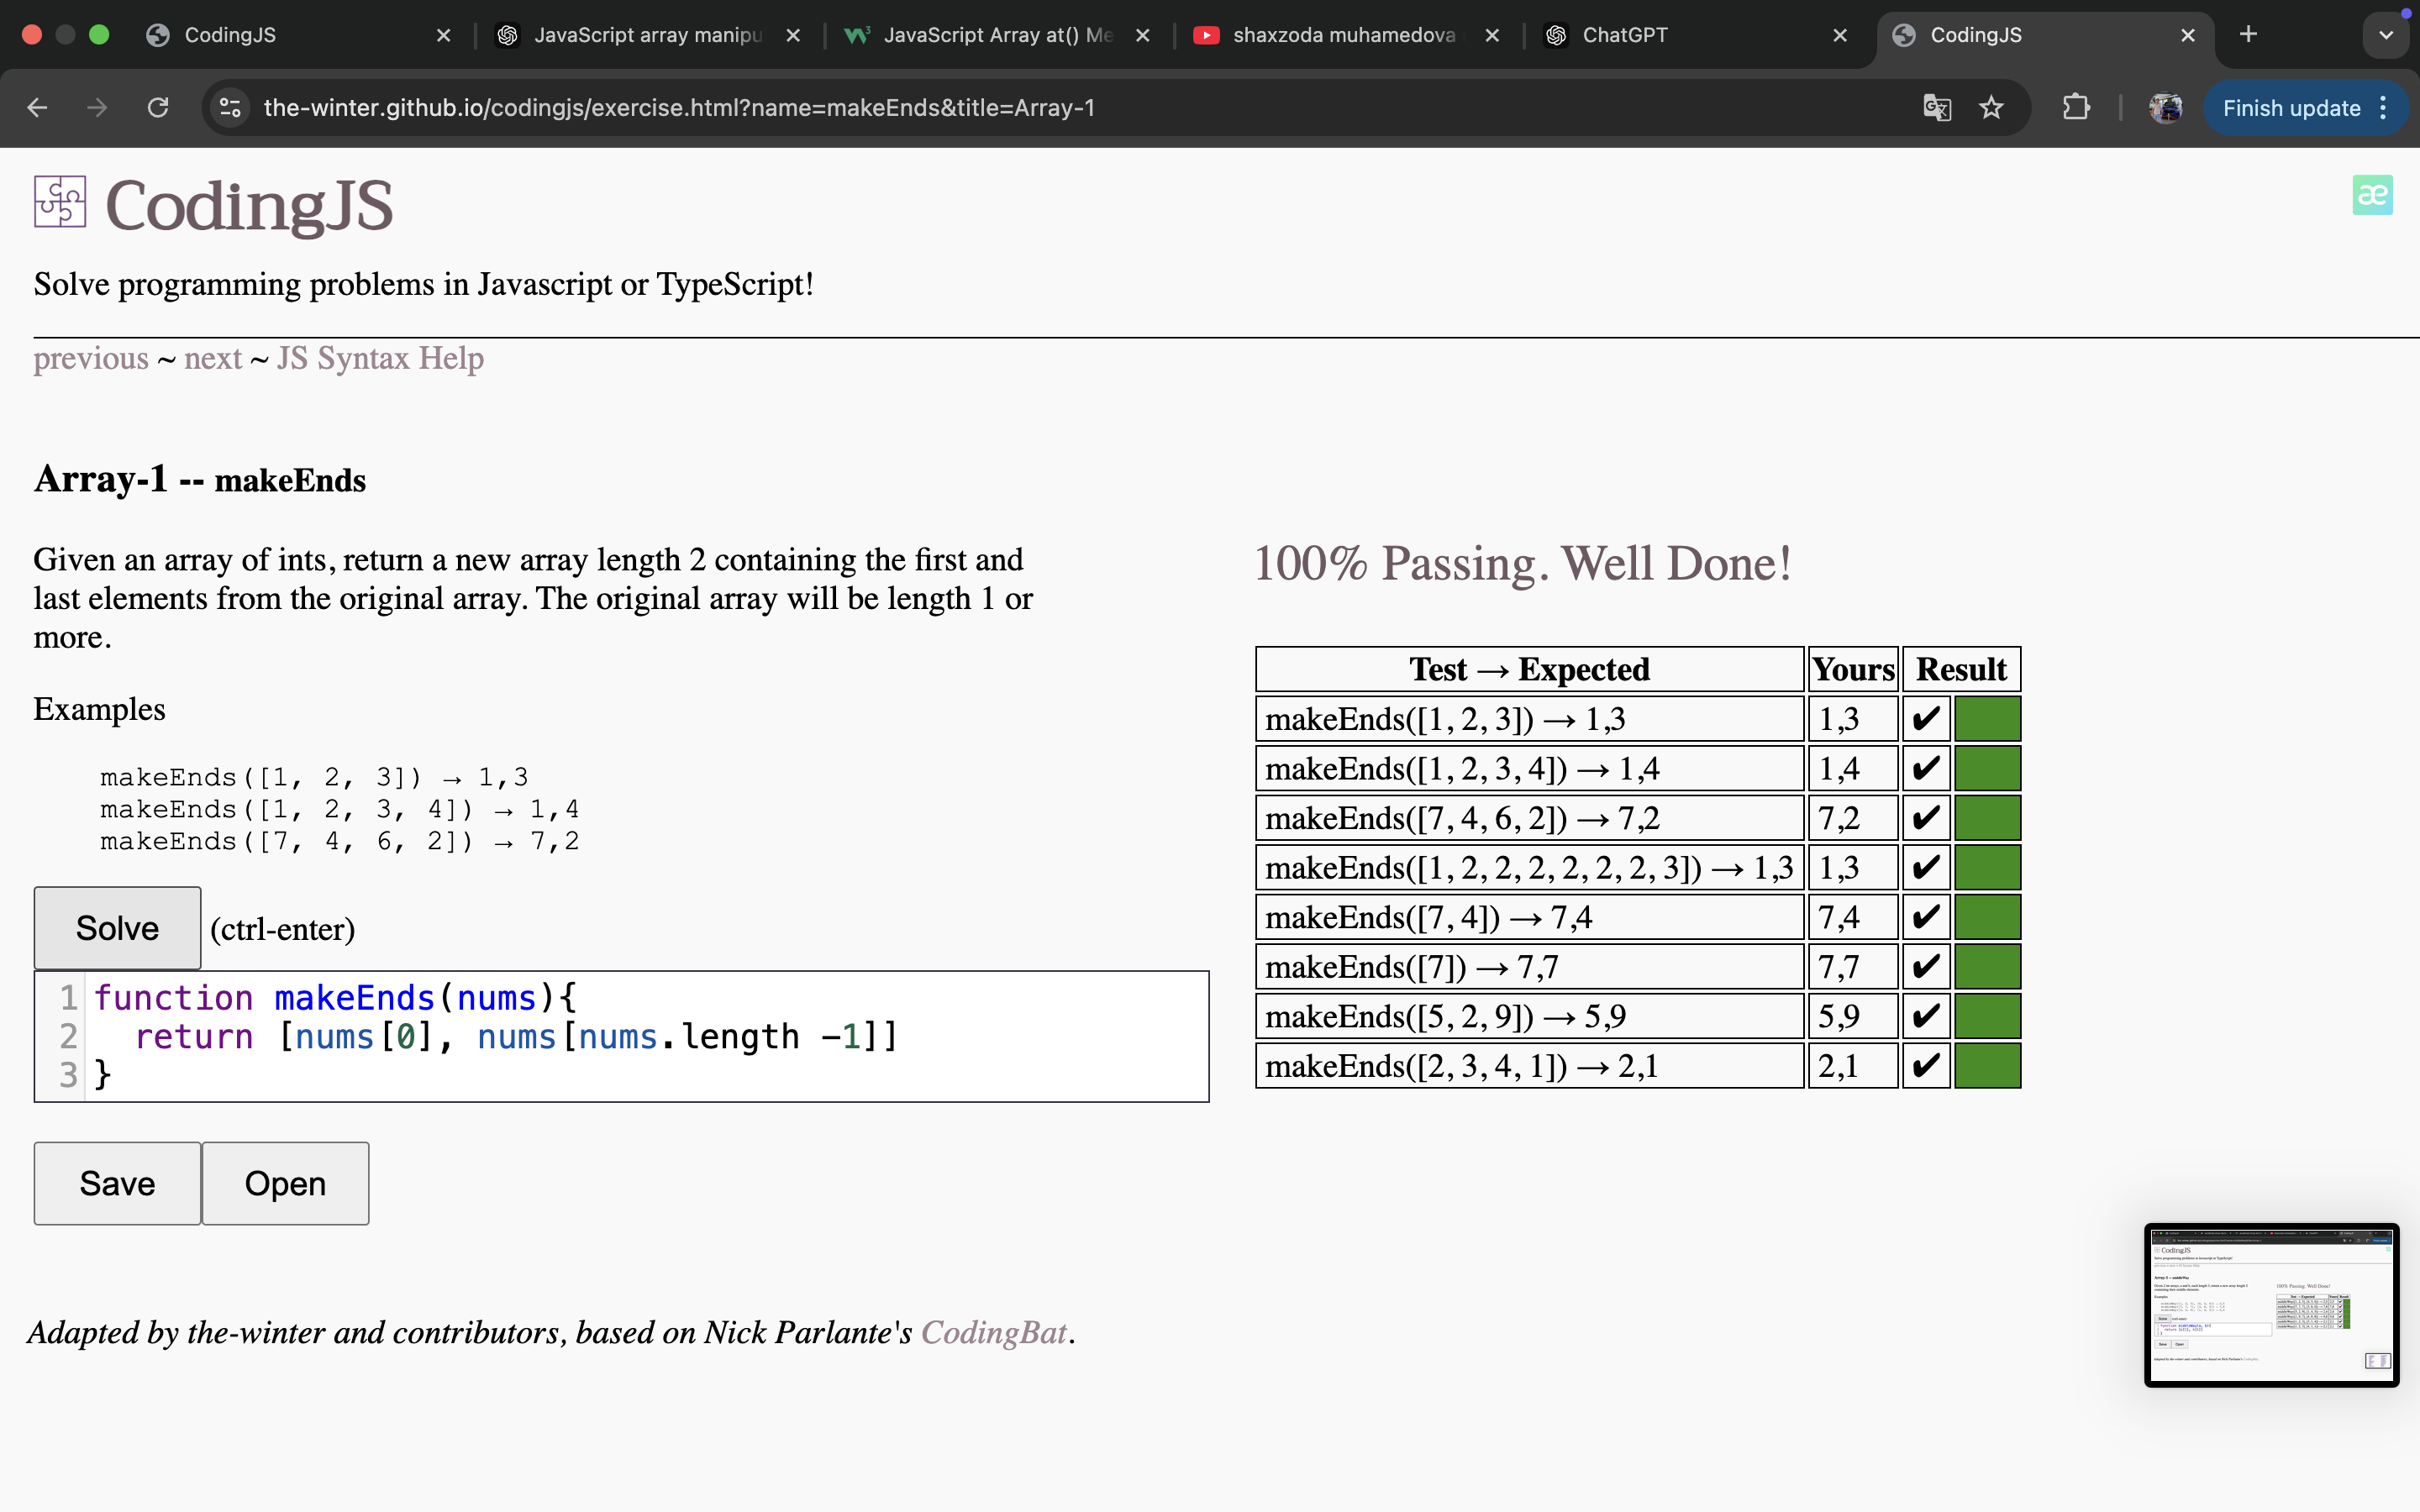 CodingJS
JavaScript array manipu
JavaScript Array at() Me
shaxzoda muhamedova
ChatGPT
CodingJS
the-winter.github.io/codingjs/exercise.html?name=makeEnds&title=Array-1
Finish update
CodingJS
æ
Solve programming problems in Javascript or TypeScript!
previous ~ next ~ JS Syntax Help
Array-1 -- makeEnds
Given an array of ints, return a new array length 2 containing the first and
last elements from the original array. The original array will be length 1 or
more.
Examples
makeEnds([1, 2, 3]) → 1,3
makeEnds([1, 2, 3, 4]) → 1,4
makeEnds([7, 4, 6, 2]) → 7,2
Solve (ctrl-enter)
1 function makeEnds(nums){
2 return [nums[0], nums[nums.length -1]]
3 }
Save Open
100% Passing. Well Done!
Test → Expected Yours Result
makeEnds([1, 2, 3]) → 1,3 1,3 ✔
makeEnds([1, 2, 3, 4]) → 1,4 1,4 ✔
makeEnds([7, 4, 6, 2]) → 7,2 7,2 ✔
makeEnds([1, 2, 2, 2, 2, 2, 2, 3]) → 1,3 1,3 ✔
makeEnds([7, 4]) → 7,4 7,4 ✔
makeEnds([7]) → 7,7 7,7 ✔
makeEnds([5, 2, 9]) → 5,9 5,9 ✔
makeEnds([2, 3, 4, 1]) → 2,1 2,1 ✔
Adapted by the-winter and contributors, based on Nick Parlante's CodingBat.
CodingJS
100% Passing. Well Done!